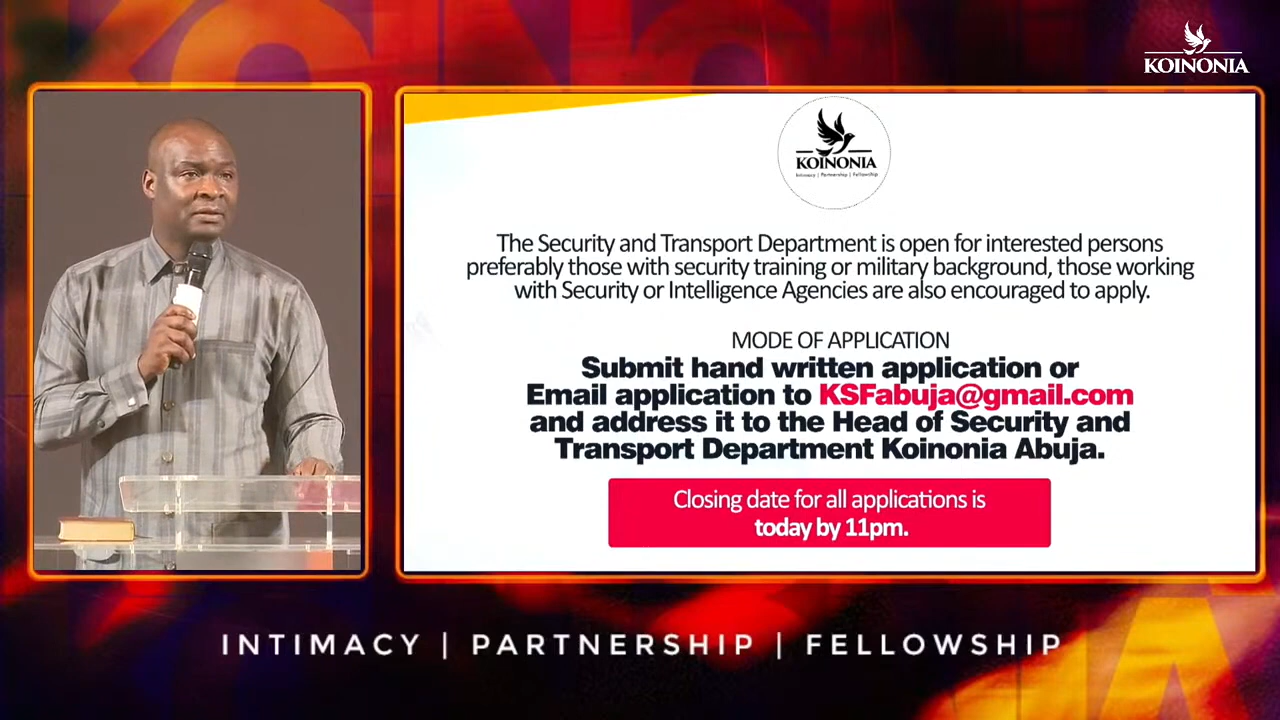 KOINONIA
KOINONIA
Intimacy | Partnership | Fellowship
The Security and Transport Department is open for interested persons
preferably those with security training or military background, those working
with Security or Intelligence Agencies are also encouraged to apply.
MODE OF APPLICATION
Submit hand written application or
Email application to KSFabuja@gmail.com
and address it to the Head of Security and
Transport Department Koinonia Abuja.
Closing date for all applications is
today by 11pm.
INTIMACY | PARTNERSHIP | FELLOWSHIP